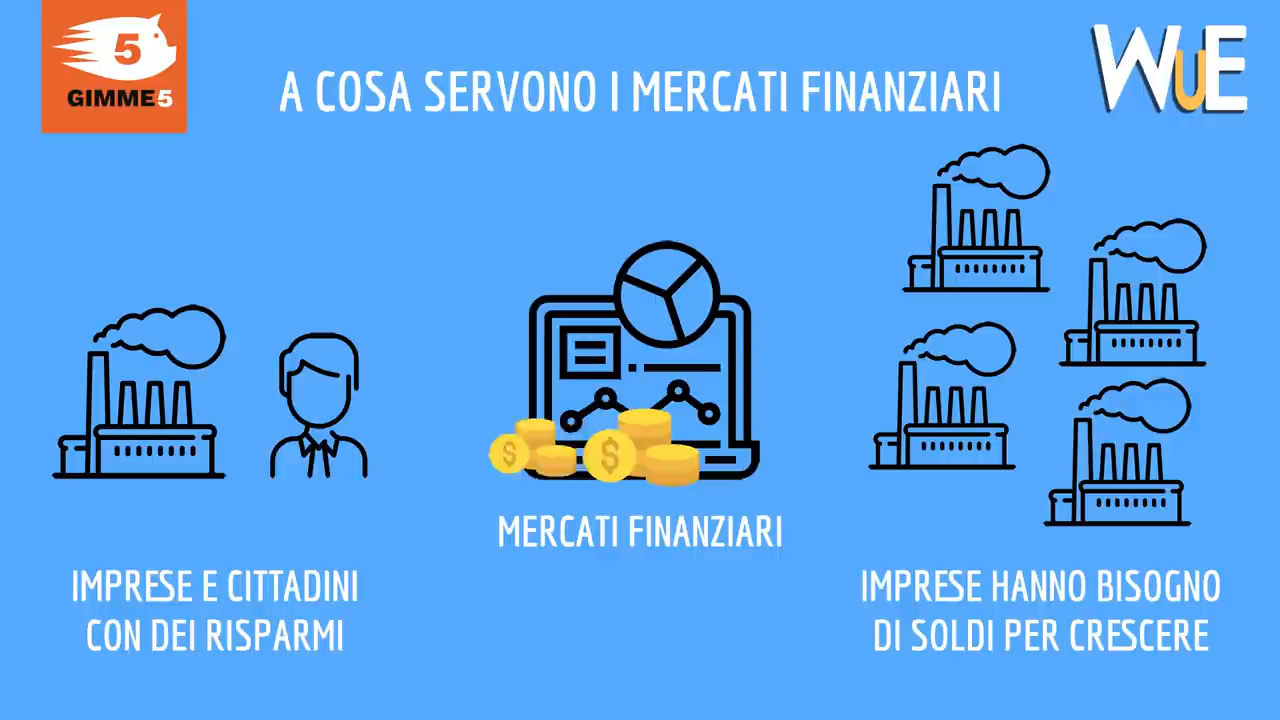 5
GIMME5
A COSA SERVONO I MERCATI FINANZIARI
WuE
$
$
MERCATI FINANZIARI
IMPRESE E CITTADINI
CON DEI RISPARMI
IMPRESE HANNO BISOGNO
DI SOLDI PER CRESCERE